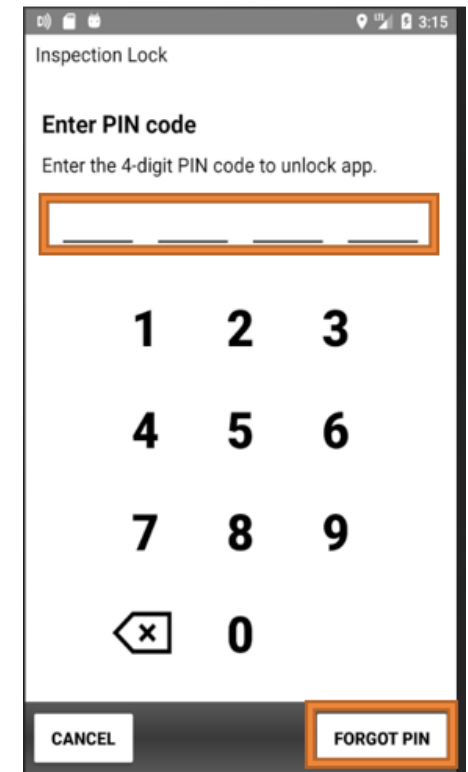 3:15
Inspection Lock
Enter PIN code
Enter the 4-digit PIN code to unlock app.
1 2 3
4 5 6
7 8 9
0
CANCEL FORGOT PIN